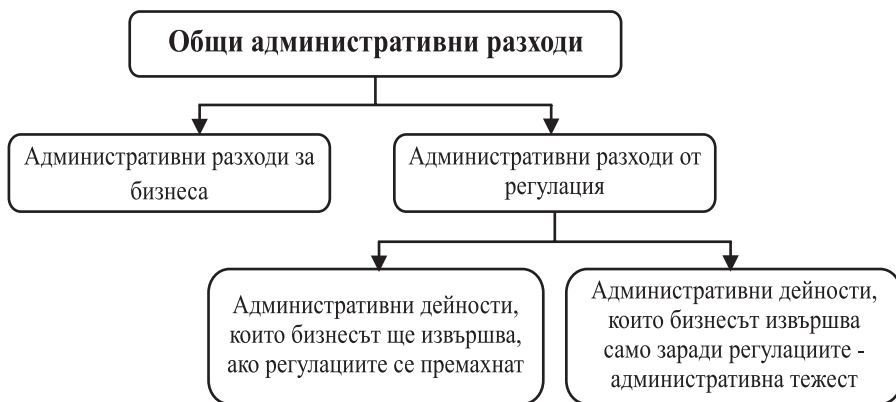 Общи административни разходи
Административни разходи за
бизнеса
Административни разходи от
регулация
Административни дейности,
които бизнесът ще извършва,
ако регулациите се премахнат
Административни дейности,
които бизнесът извършва
само заради регулациите -
административна тежест